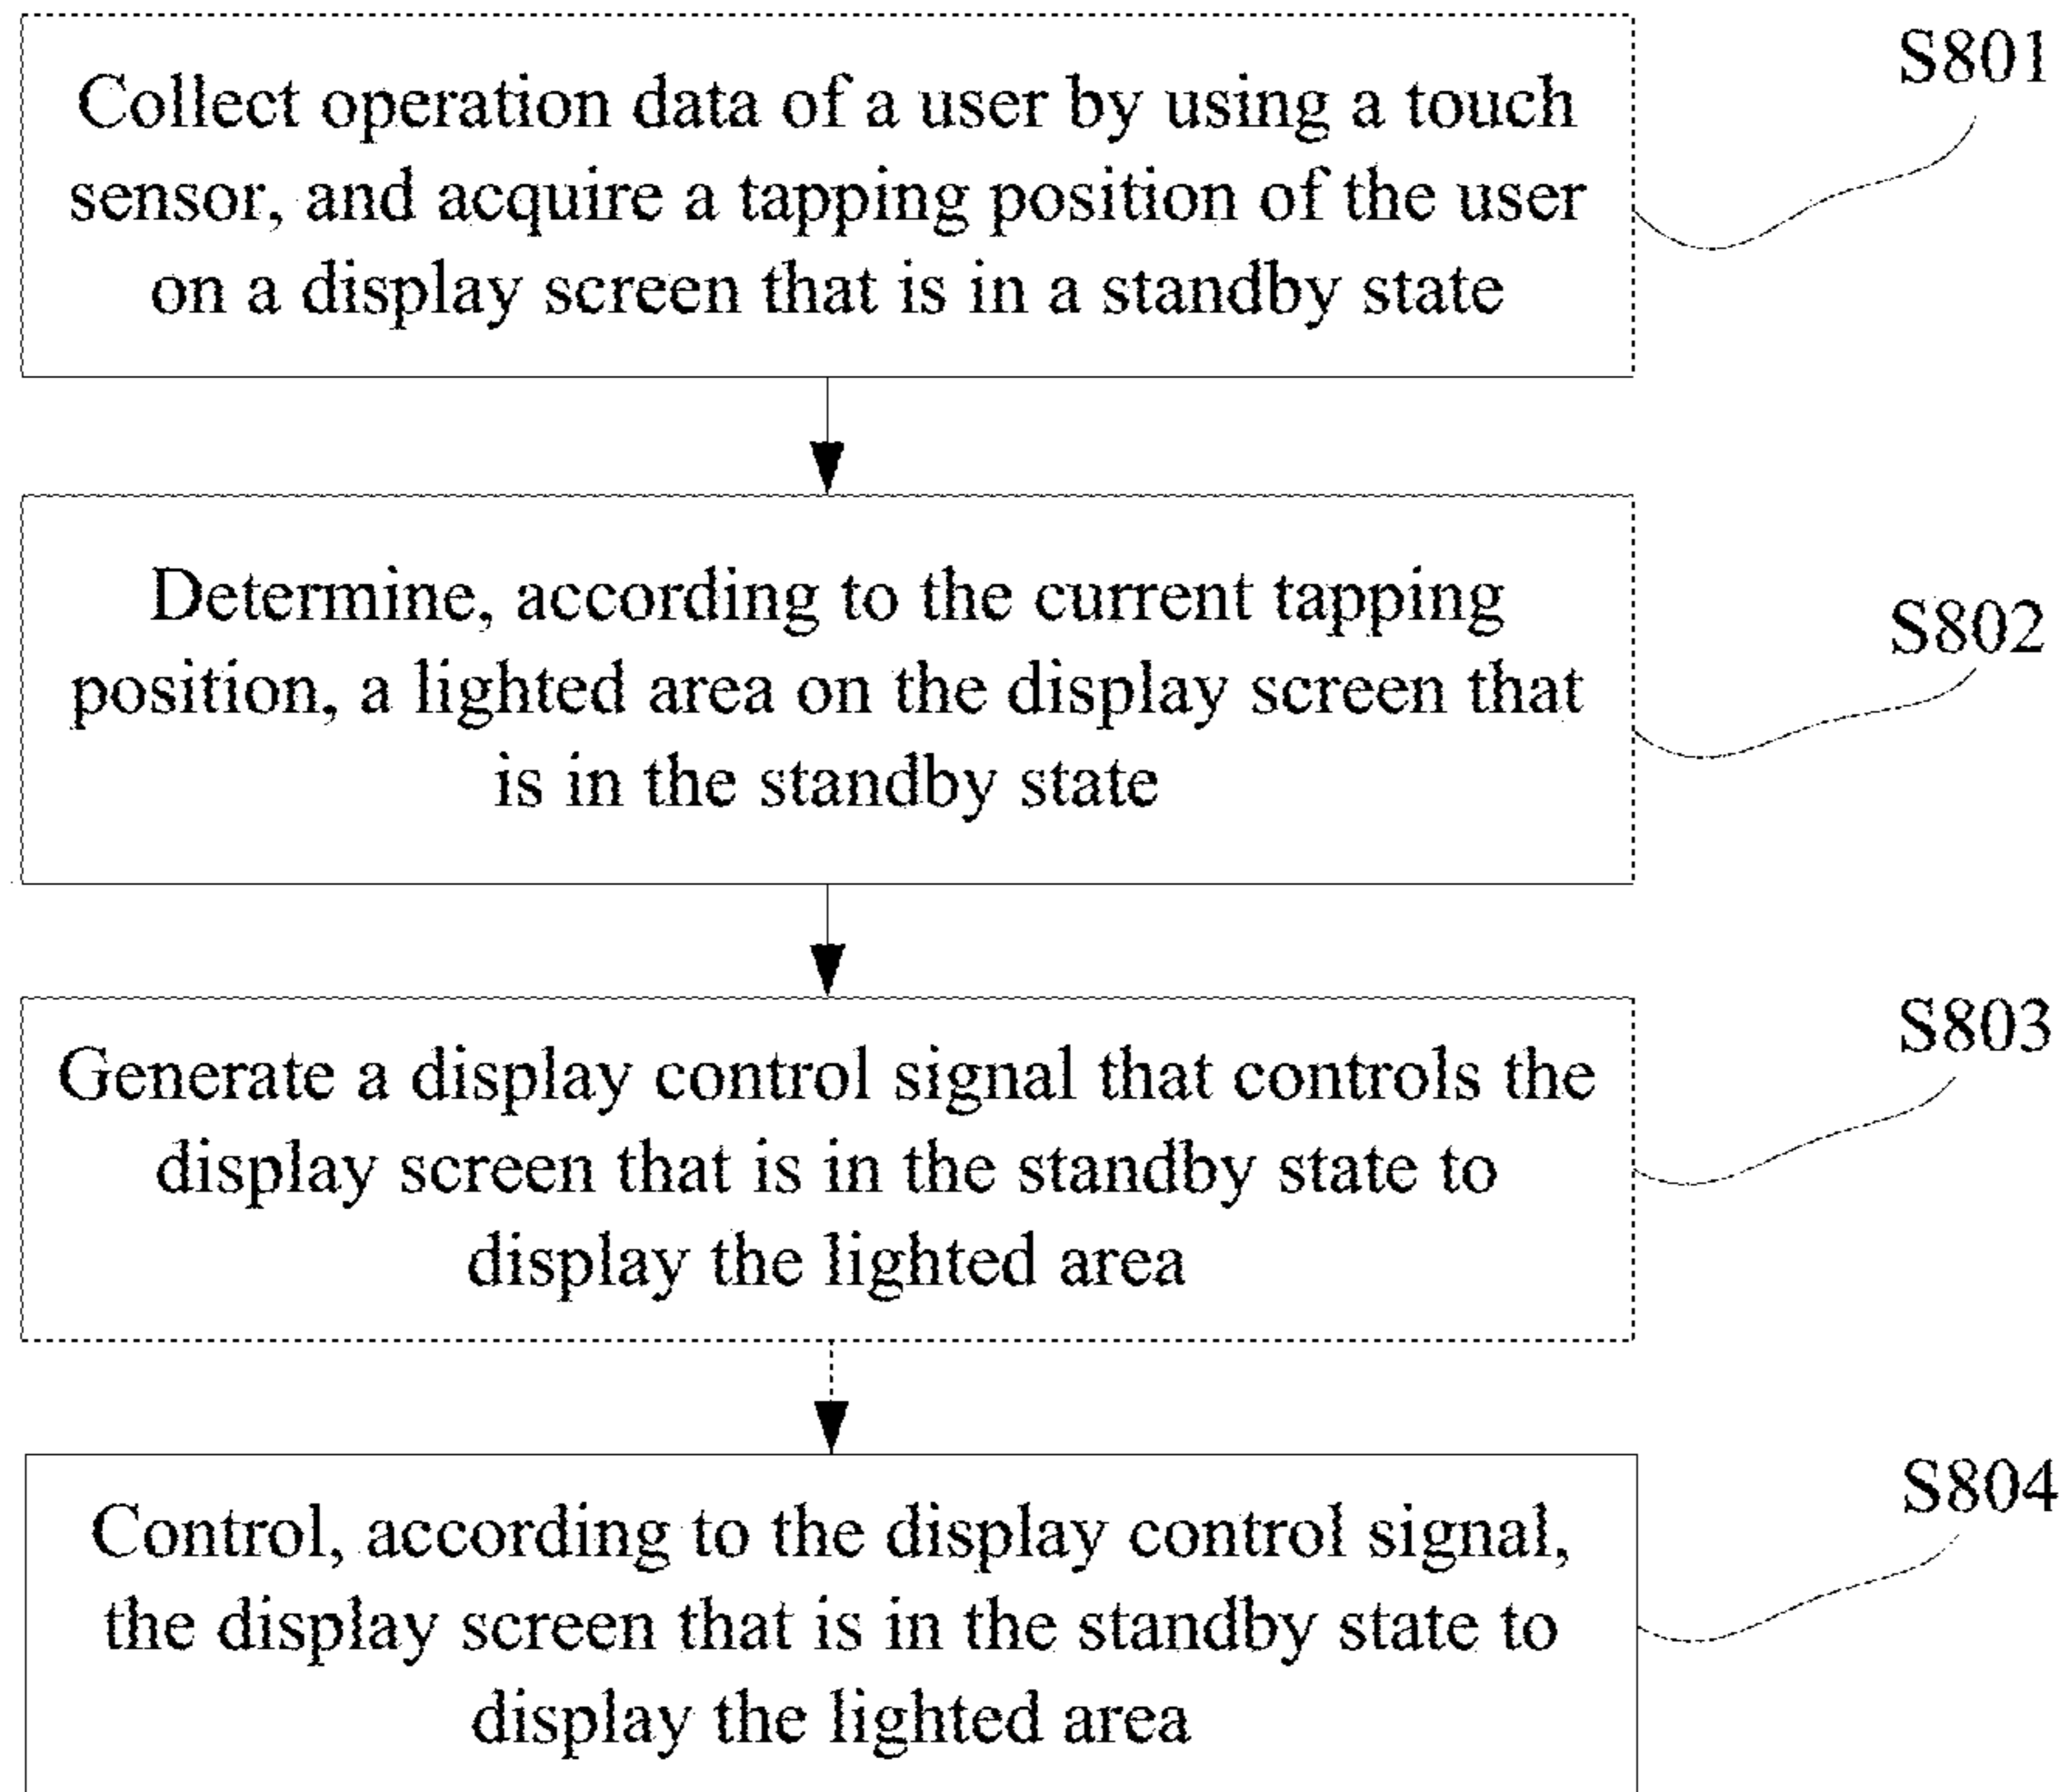 Collect operation data of a user by using a touch
sensor, and acquire a tapping position of the user
on a display screen that is in a standby state
S801
Determine, according to the current tapping
position, a lighted area on the display screen that
is in the standby state
S802
Generate a display control signal that controls the
display screen that is in the standby state to
display the lighted area
S803
Control, according to the display control signal,
the display screen that is in the standby state to
display the lighted area
S804